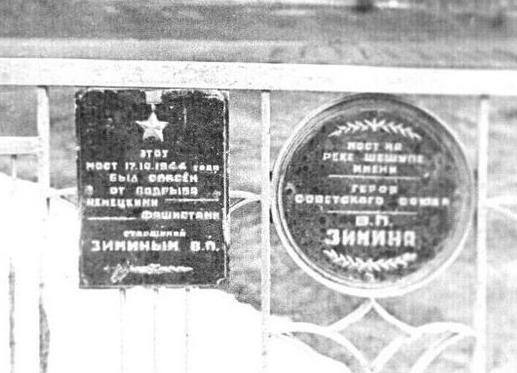 ЭТОТ
МОСТ 17.10.1944 года
БЫЛ СПАСЁН
ОТ ПОДРЫВА
НЕМЕЦКИМИ
ФАШИСТАМИ
СТАРШИНОЙ
ЗИМИНЫМ В.П.
МОСТ НА
РЕКЕ ШЕШУПЕ
ИМЕНИ
ГЕРОЯ
СОВЕТСКОГО СОЮЗА
В.П.
ЗИМИНА